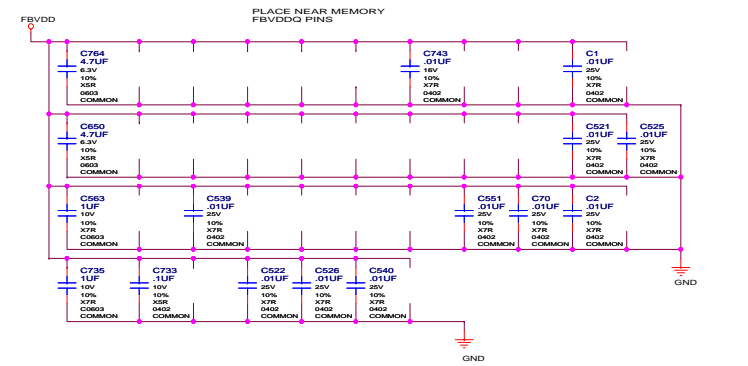 PLACE NEAR MEMORY
FBVDDQ PINS
FBVDD
C764
4.7UF
6.3V
10%
X5R
0603
COMMON
C743
.01UF
16V
10%
X7R
0402
COMMON
C1
.01UF
25V
10%
X7R
0402
COMMON
C650
4.7UF
6.3V
10%
X5R
0603
COMMON
C521
.01UF
25V
10%
X7R
0402
COMMON
C525
.01UF
25V
10%
X7R
0402
COMMON
C563
1UF
10V
10%
X7R
C0603
COMMON
C539
.01UF
25V
10%
X7R
0402
COMMON
C551
.01UF
25V
10%
X7R
0402
COMMON
C70
.01UF
25V
10%
X7R
0402
COMMON
C2
.01UF
25V
10%
X7R
0402
COMMON
C735
1UF
10V
10%
X7R
C0603
COMMON
C733
.1UF
10V
10%
X5R
0402
COMMON
C522
.01UF
25V
10%
X7R
0402
COMMON
C526
.01UF
25V
10%
X7R
0402
COMMON
C540
.01UF
25V
10%
X7R
0402
COMMON
GND
GND